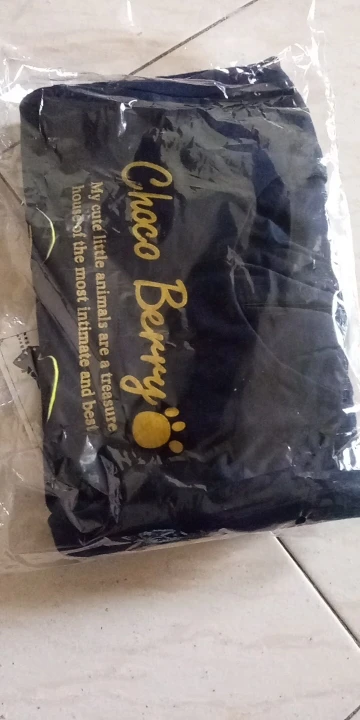 Choco Berry
My cute little animals are a treasure
house of the most intimate and best